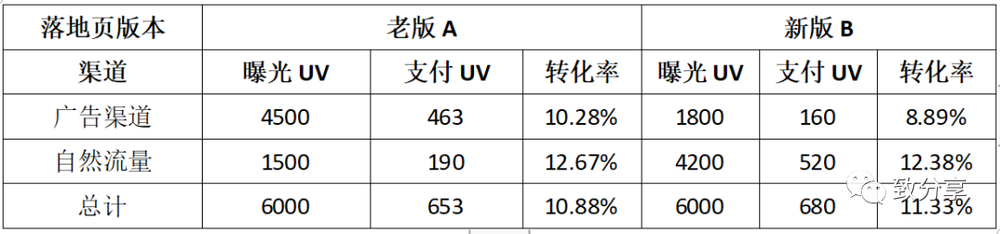 落地页版本 老版 A 新版 B
渠道 曝光 UV 支付 UV 转化率 曝光 UV 支付 UV 转化率
广告渠道 4500 463 10.28% 1800 160 8.89%
自然流量 1500 190 12.67% 4200 520 12.38%
总计 6000 653 10.88% 6000 680 11.33%
致分享